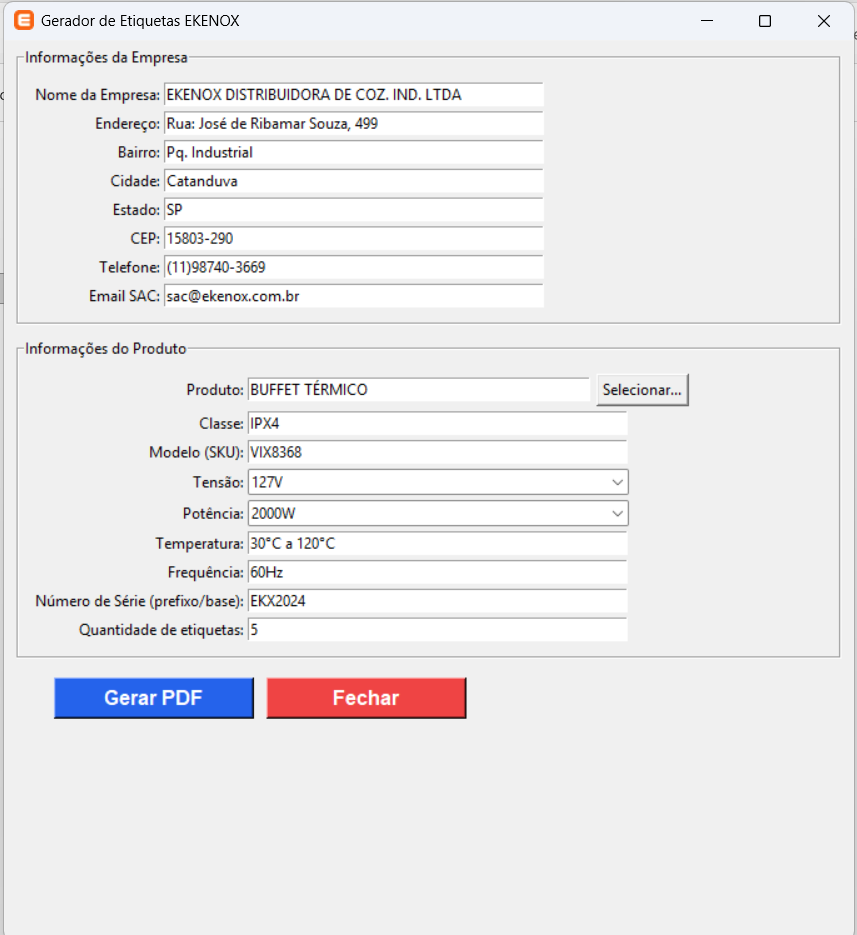 E Gerador de Etiquetas EKENOX
Informações da Empresa
Nome da Empresa: EKENOX DISTRIBUIDORA DE COZ. IND. LTDA
Endereço: Rua: José de Ribamar Souza, 499
Bairro: Pq. Industrial
Cidade: Catanduva
Estado: SP
CEP: 15803-290
Telefone: (11)98740-3669
Email SAC: sac@ekenox.com.br
Informações do Produto
Produto: BUFFET TÉRMICO Selecionar...
Classe: IPX4
Modelo (SKU): VIX8368
Tensão: 127V
Potência: 2000W
Temperatura: 30°C a 120°C
Frequência: 60Hz
Número de Série (prefixo/base): EKX2024
Quantidade de etiquetas: 5
Gerar PDF Fechar